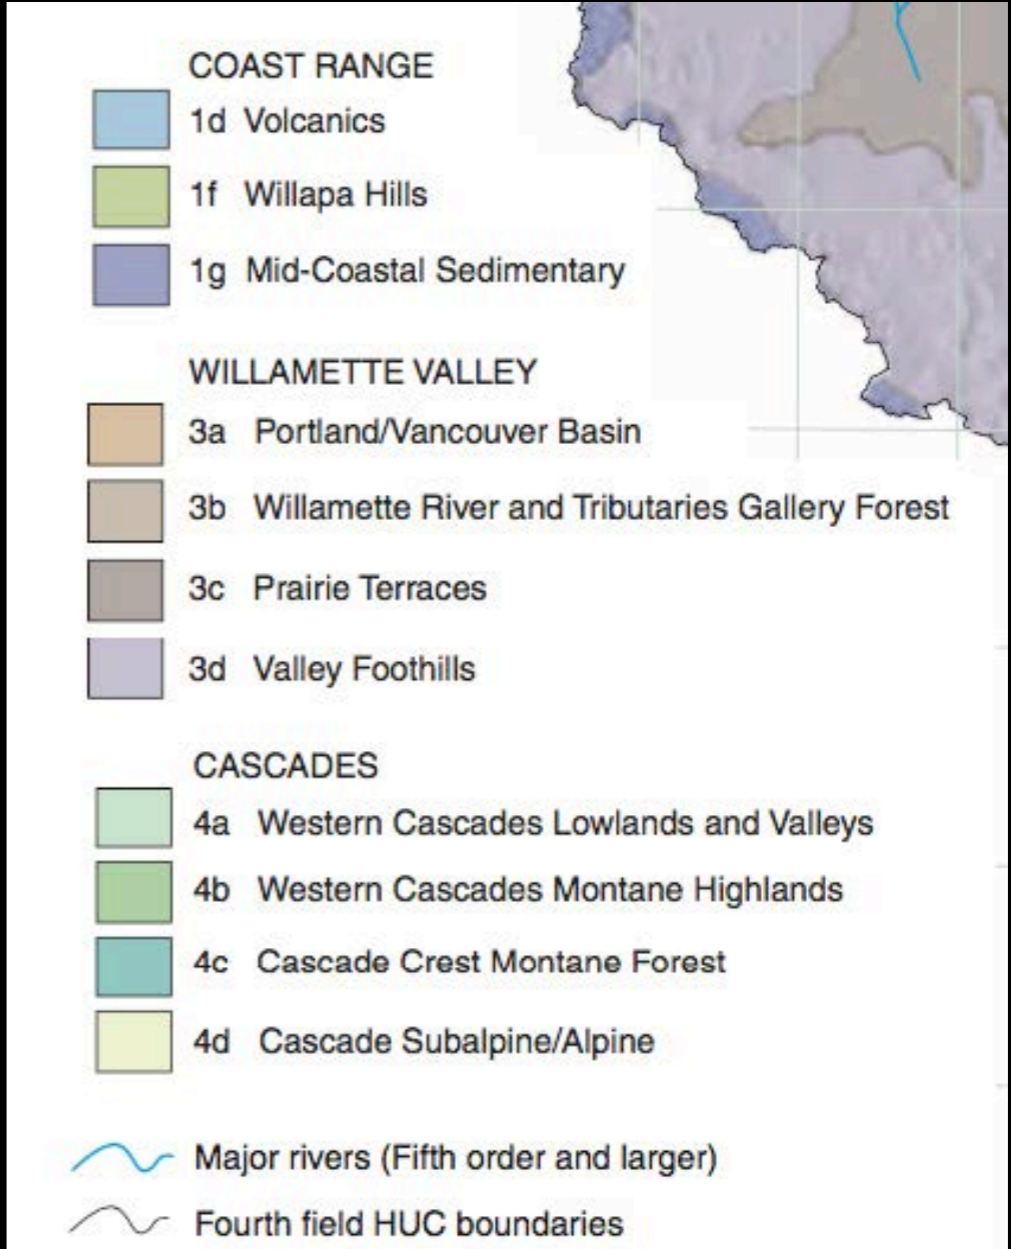 COAST RANGE
1d Volcanics
1f Willapa Hills
1g Mid-Coastal Sedimentary
WILLAMETTE VALLEY
3a Portland/Vancouver Basin
3b Willamette River and Tributaries Gallery Forest
3c Prairie Terraces
3d Valley Foothills
CASCADES
4a Western Cascades Lowlands and Valleys
4b Western Cascades Montane Highlands
4c Cascade Crest Montane Forest
4d Cascade Subalpine/Alpine
Major rivers (Fifth order and larger)
Fourth field HUC boundaries